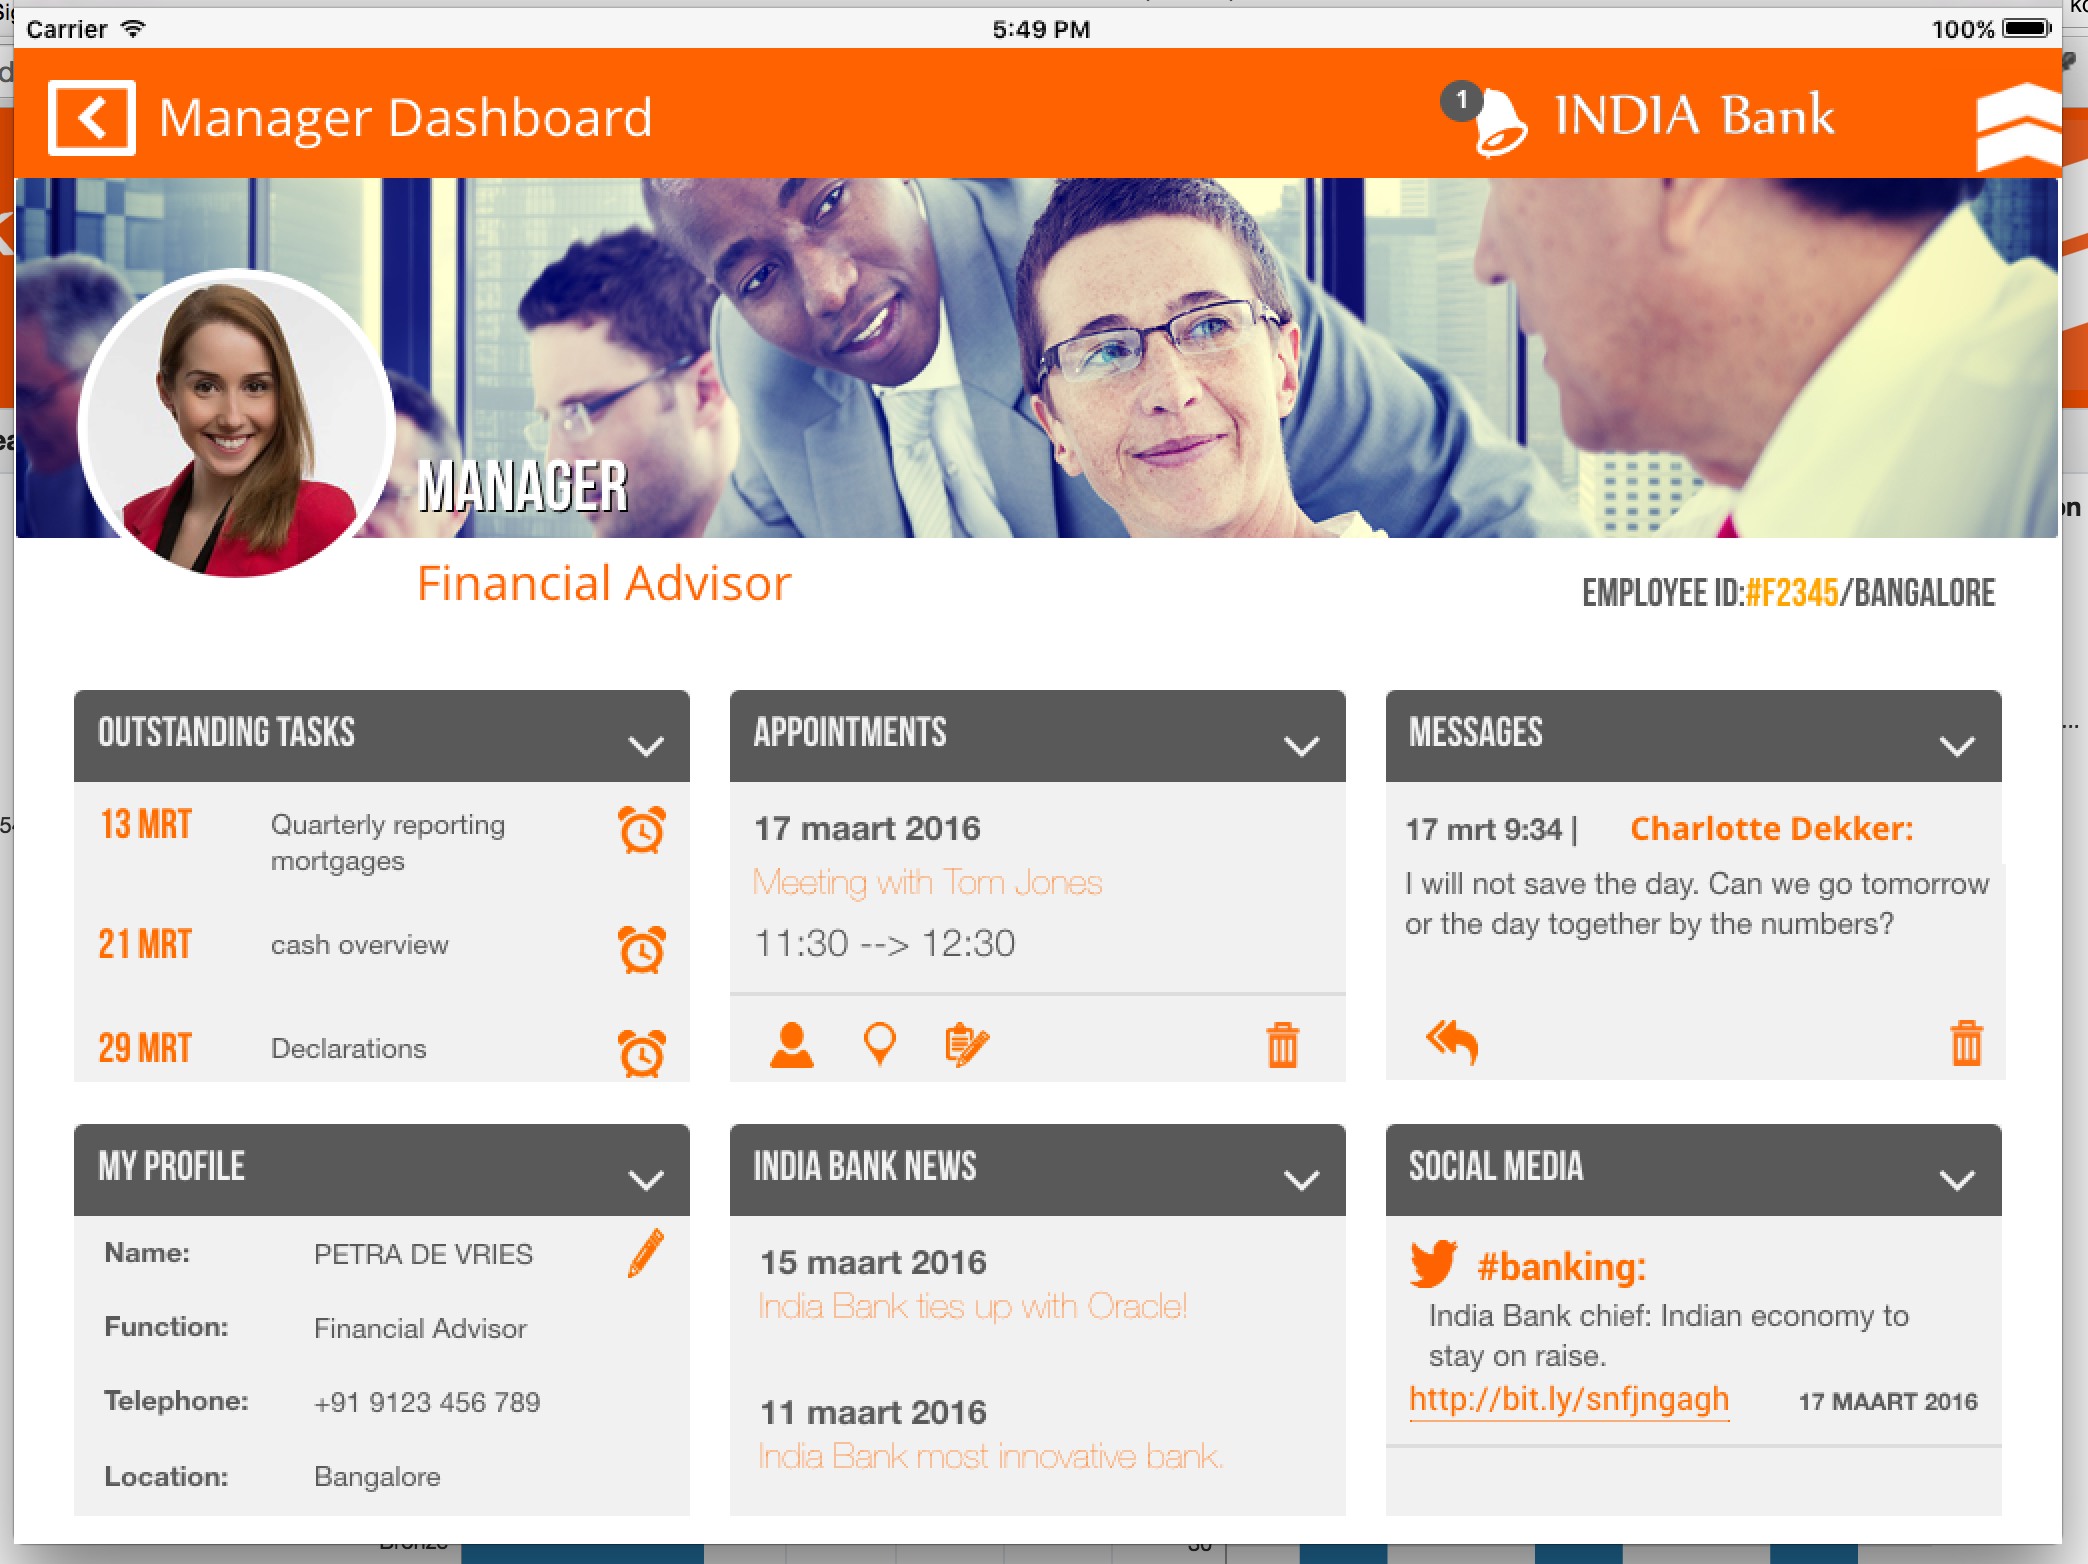 Carrier
5:49 PM
100%
Manager Dashboard
1
INDIA Bank
MANAGER
Financial Advisor
EMPLOYEE ID:#F2345/BANGALORE
OUTSTANDING TASKS
13 MRT
Quarterly reporting
mortgages
21 MRT
cash overview
29 MRT
Declarations
APPOINTMENTS
17 maart 2016
Meeting with Tom Jones
11:30 --> 12:30
MESSAGES
17 mrt 9:34 |
Charlotte Dekker:
I will not save the day. Can we go tomorrow
or the day together by the numbers?
MY PROFILE
Name:
PETRA DE VRIES
Function:
Financial Advisor
Telephone:
+91 9123 456 789
Location:
Bangalore
INDIA BANK NEWS
15 maart 2016
India Bank ties up with Oracle!
11 maart 2016
India Bank most innovative bank.
SOCIAL MEDIA
#banking:
India Bank chief: Indian economy to
stay on raise.
http://bit.ly/snfjngagh
17 MAART 2016